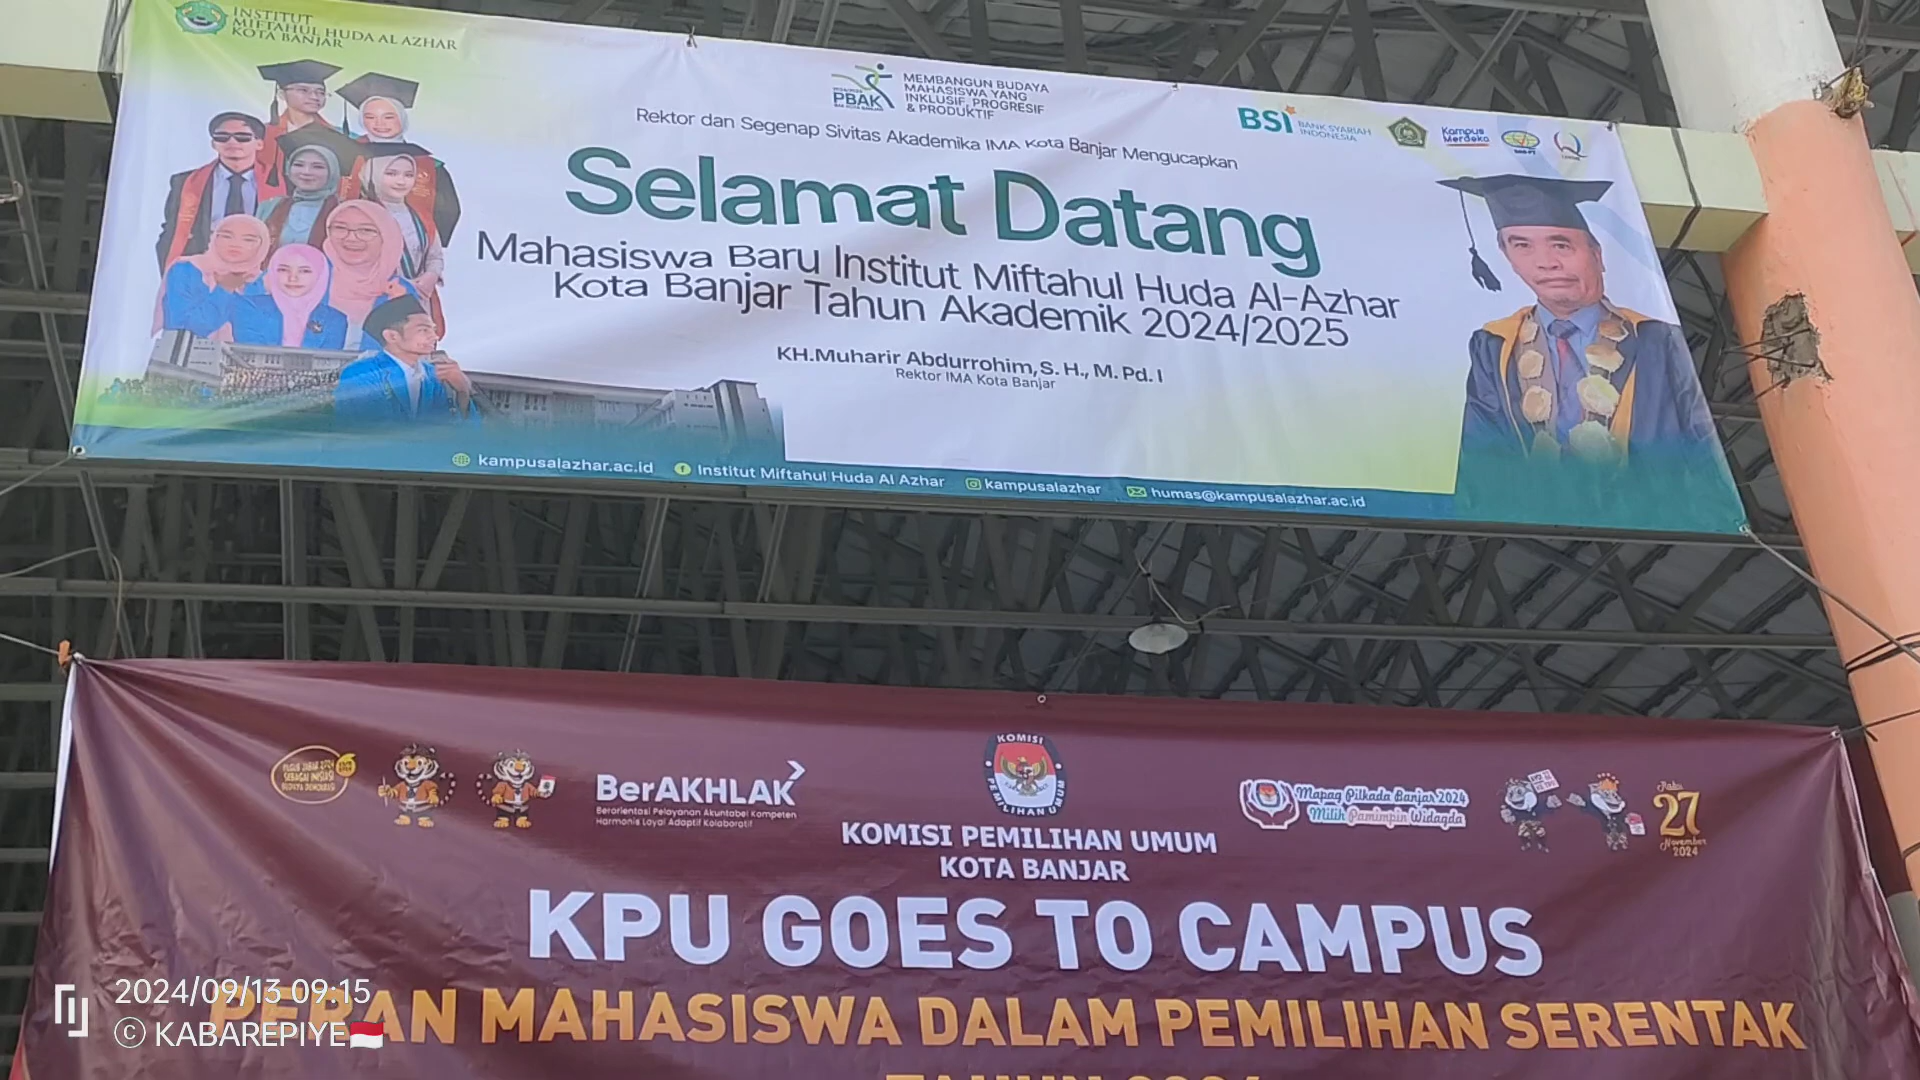 INSTITUT
MIFTAHUL HUDA AL AZHAR
KOTA BANJAR
PBAK
MEMBANGUN BUDAYA
MAHASISWA YANG
INKLUSIF, PROGRESIF
& PRODUKTIF
BSI BANK SYARIAH
INDONESIA
Kampus
Merdeka
Rektor dan Segenap Sivitas Akademika IMA Kota Banjar Mengucapkan
Selamat Datang
Mahasiswa Baru Institut Miftahul Huda Al-Azhar
Kota Banjar Tahun Akademik 2024/2025
KH.Muharir Abdurrohim, S. H., M. Pd. I
Rektor IMA Kota Banjar
kampusalazhar.ac.id Institut Miftahul Huda Al Azhar kampusalazhar humas@kampusalazhar.ac.id
BerAKHLAK
Berorientasi Pelayanan Akuntabel Kompeten
Harmonis Loyal Adaptif Kolaboratif
KOMISI
PEMILIHAN UMUM
Mapag Pilkada Banjar 2024
Milih Pamimpin Widagda
Rabu
27
November
2024
KOMISI PEMILIHAN UMUM
KOTA BANJAR
KPU GOES TO CAMPUS
PERAN MAHASISWA DALAM PEMILIHAN SERENTAK
2024/09/13 09:15
© KABAREPIYE